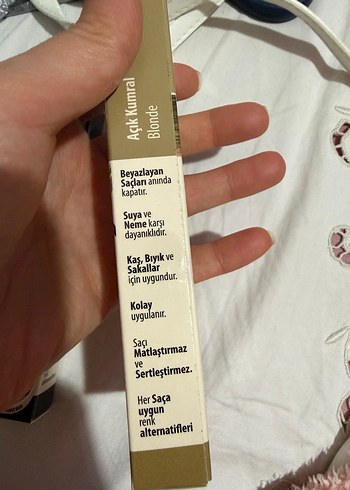 Açık Kumral
Blonde
Beyazlayan
Saçları anında
kapatır.
Suya ve
Neme karşı
dayanıklıdır.
Kaş, Bıyık ve
Sakallar
için uygundur.
Kolay
uygulanır.
Saçı
Matlaştırmaz
ve
Sertleştirmez.
Her Saça
uygun
renk
alternatifleri